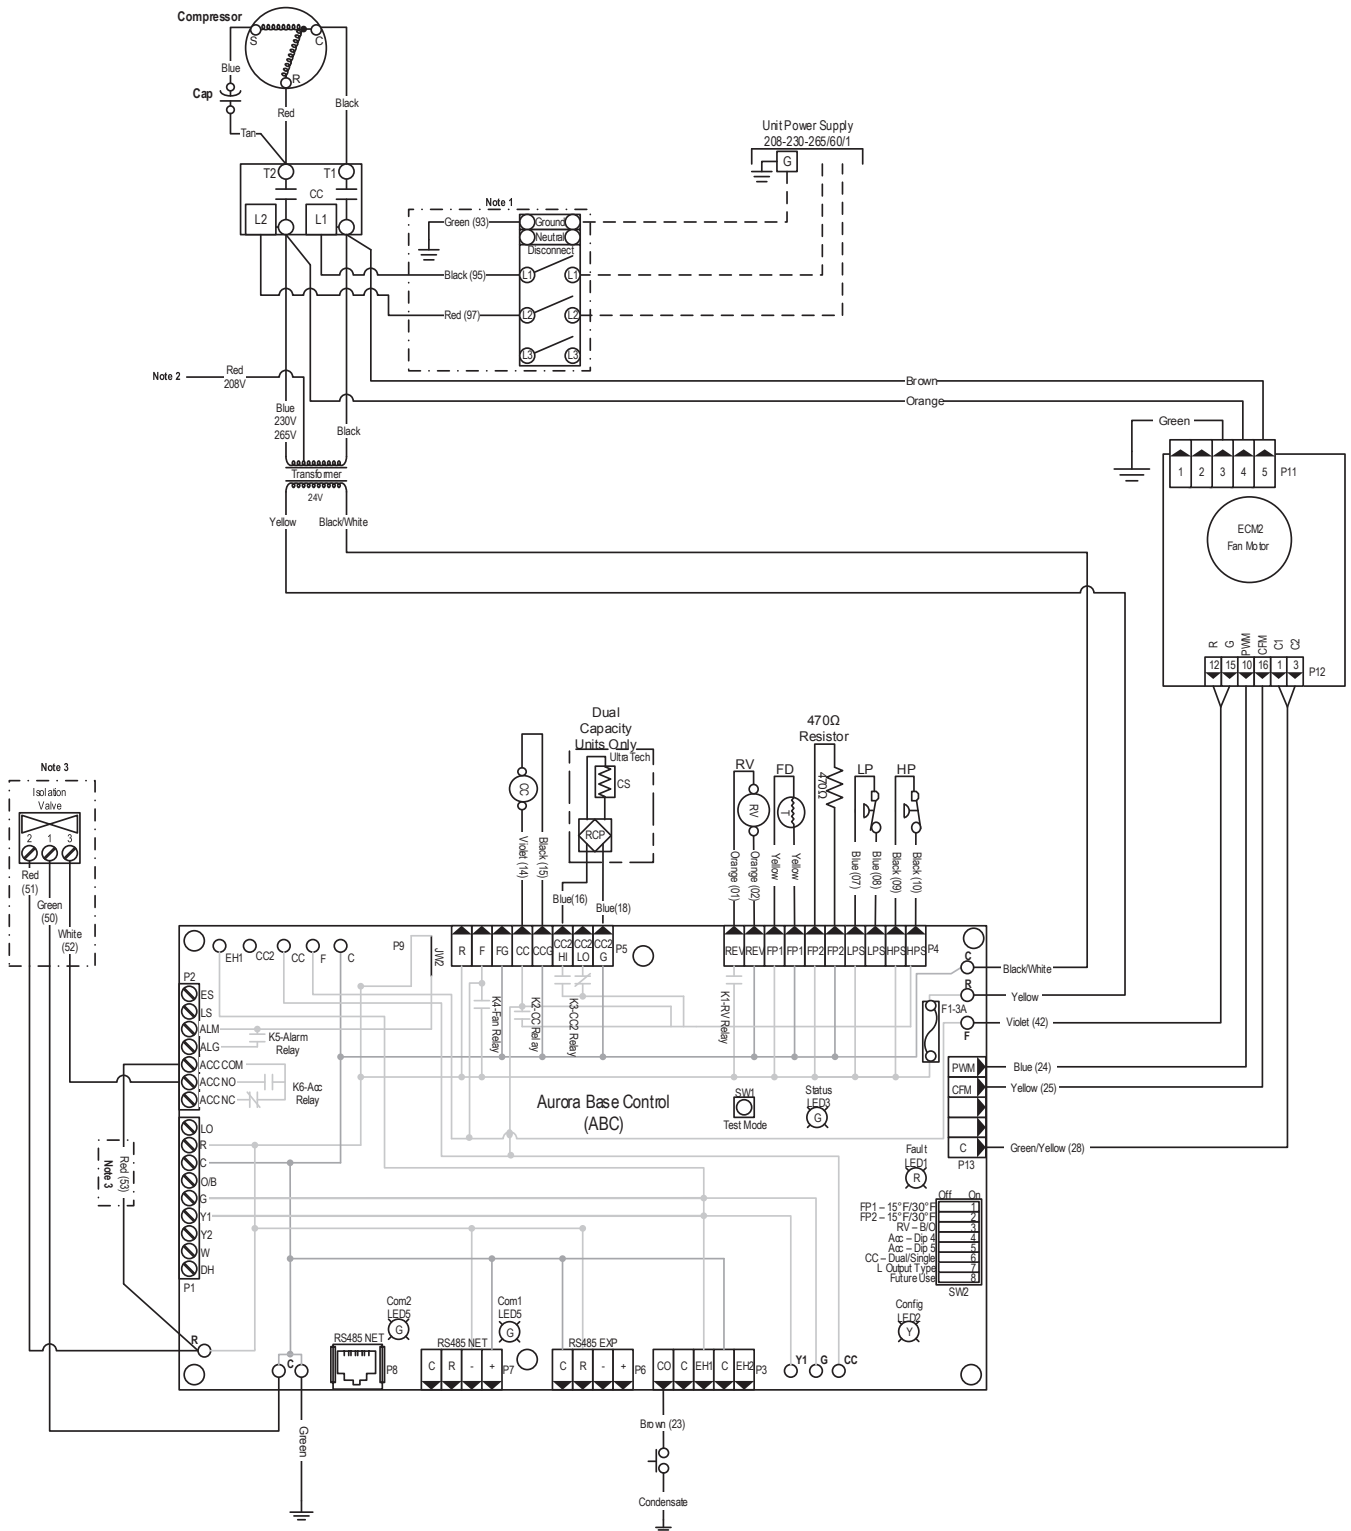 Compressor
S
C
R
Blue
Cap
Tan
Red
Black
T2
T1
CC
L2
L1
Unit Power Supply
208-230-265/60/1
G
Note 1
Green (93)
Ground
Neutral
Disconnect
Black (95)
L1
L1
Red (97)
L2
L2
L3
L3
Note 2
Red
208V
Blue
230V
265V
Black
Transformer
24V
Yellow
Black/White
Brown
Orange
Green
1
2
3
4
5
P11
ECM2
Fan Motor
R
G
PWM
CFM
C1
C2
12
15
10
16
1
3
P12
Note 3
Isolation
Valve
2
1
3
Red
(51)
Green
(50)
White
(52)
CC
Violet (14)
Black (15)
Dual
Capacity
Units Only
Ultra Tech
CS
RCP
Blue(16)
Blue(18)
RV
RV
Orange (01)
Orange (02)
FD
T
Yellow
Yellow
470Ω
Resistor
470Ω
LP
Blue (07)
Blue (08)
HP
Black (09)
Black (10)
EH1
CC2
CC
F
C
P9
JW2
R
F
FG
CC
CCG
CC2
HI
CC2
LO
CC2
G
P5
REV
REV
FP1
FP1
FP2
FP2
LPS
LPS
HPS
HPS
P4
K4-Fan Relay
K2-CC Relay
K3-CC2 Relay
K1-RV Relay
C
Black/White
R
Yellow
F1-3A
Violet (42)
F
P2
ES
LS
ALM
ALG
ACC COM
ACC NO
ACC NC
K5-Alarm
Relay
K6-Acc
Relay
PWM
Blue (24)
CFM
Yellow (25)
C
Green/Yellow (28)
P13
Aurora Base Control
(ABC)
SW1
Test Mode
Status
LED3
G
Fault
LED1
R
LO
R
C
O/B
G
Y1
Y2
W
DH
P1
Red (53)
Note 3
Off
On
FP1 – 15°F/30°F
1
FP2 – 15°F/30°F
2
RV – B/O
3
Acc – Dip 4
4
Acc – Dip 5
5
CC – Dual/Single
6
L Output Type
7
Future Use
8
SW2
Config
LED2
Y
Com2
LED5
G
Com1
LED5
G
R
C
RS485 NET
P8
RS485 NET
C
R
-
+
P7
RS485 EXP
C
R
-
+
P6
CO
C
EH1
C
EH2
P3
Y1
G
CC
Green
Brown (23)
Condensate